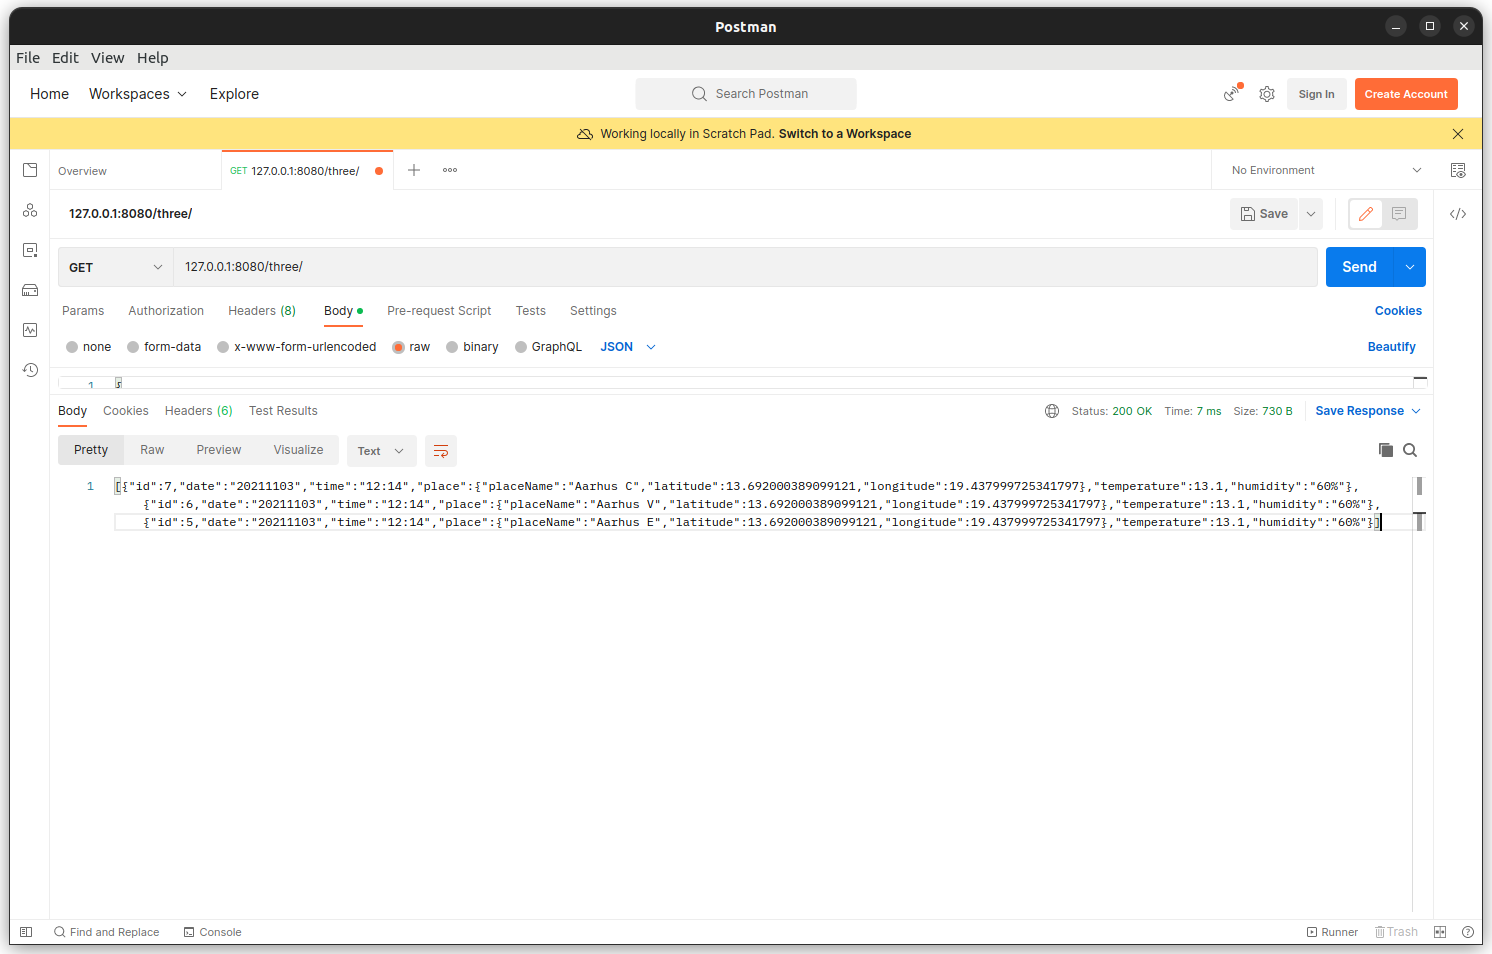 Postman
File Edit View Help
Home Workspaces Explore Search Postman Sign In Create Account
Working locally in Scratch Pad. Switch to a Workspace
Overview GET 127.0.0.1:8080/three/ No Environment
127.0.0.1:8080/three/ Save
GET 127.0.0.1:8080/three/ Send
Params Authorization Headers (8) Body Pre-request Script Tests Settings Cookies
none form-data x-www-form-urlencoded raw binary GraphQL JSON Beautify
1 {
Body Cookies Headers (6) Test Results Status: 200 OK Time: 7 ms Size: 730 B Save Response
Pretty Raw Preview Visualize Text
1 [{"id":7,"date":"20211103","time":"12:14","place":{"placeName":"Aarhus C","latitude":13.692000389099121,"longitude":19.437999725341797},"temperature":13.1,"humidity":"60%"},
{"id":6,"date":"20211103","time":"12:14","place":{"placeName":"Aarhus V","latitude":13.692000389099121,"longitude":19.437999725341797},"temperature":13.1,"humidity":"60%"},
{"id":5,"date":"20211103","time":"12:14","place":{"placeName":"Aarhus E","latitude":13.692000389099121,"longitude":19.437999725341797},"temperature":13.1,"humidity":"60%"}]
Find and Replace Console Runner Trash